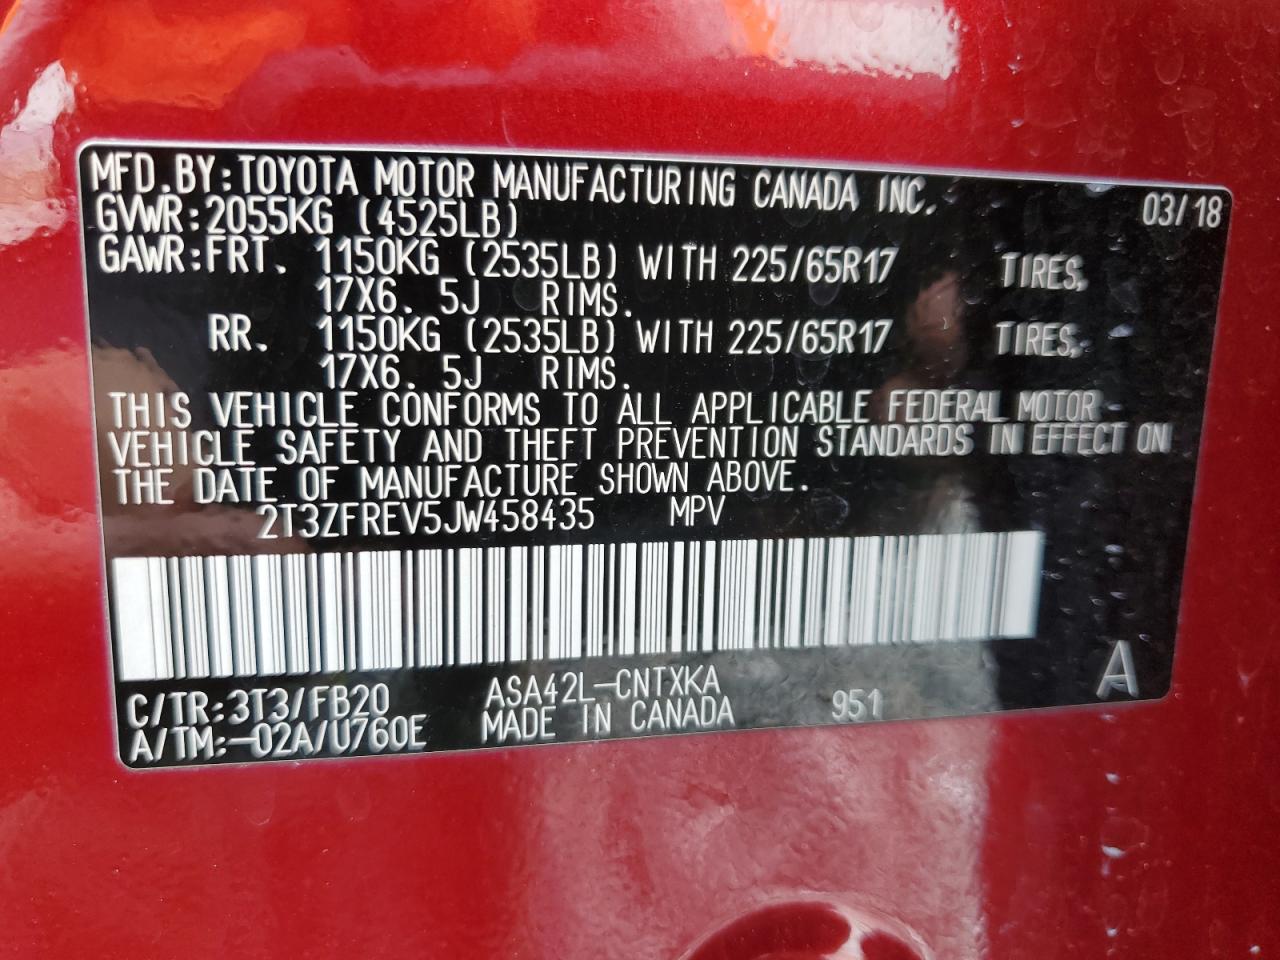 MFD.BY:TOYOTA MOTOR MANUFACTURING CANADA INC. 03/18
GVWR:2055KG (4525LB)
GAWR:FRT. 1150KG (2535LB) WITH 225/65R17 TIRES,
17X6. 5J RIMS.
RR. 1150KG (2535LB) WITH 225/65R17 TIRES,
17X6. 5J RIMS.
THIS VEHICLE CONFORMS TO ALL APPLICABLE FEDERAL MOTOR
VEHICLE SAFETY AND THEFT PREVENTION STANDARDS IN EFFECT ON
THE DATE OF MANUFACTURE SHOWN ABOVE.
2T3ZFREV5JW458435 MPV
C/TR:3T3/FB20 ASA42L-CNTXKA 951 A
A/TM:-02A/U760E MADE IN CANADA